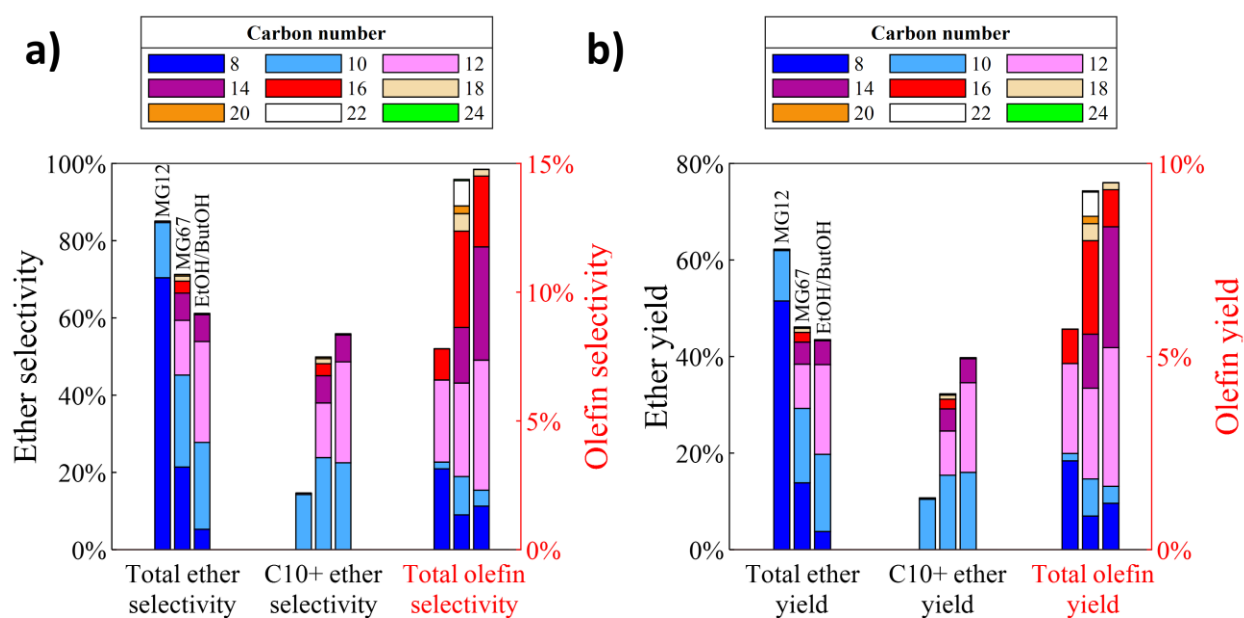 a)
Carbon number
8 10 12
14 16 18
20 22 24
100%
80%
60%
40%
20%
0%
Ether selectivity
MG12
MG67
EtOH/ButOH
15%
10%
5%
0%
Olefin selectivity
Total ether
selectivity
C10+ ether
selectivity
Total olefin
selectivity
b)
Carbon number
8 10 12
14 16 18
20 22 24
80%
60%
40%
20%
0%
Ether yield
MG12
MG67
EtOH/ButOH
10%
5%
0%
Olefin yield
Total ether
yield
C10+ ether
yield
Total olefin
yield